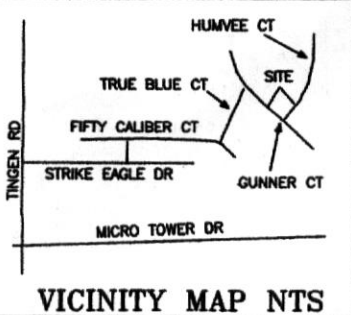 HUMVEE CT
SITE
TRUE BLUE CT
FIFTY CALIBER CT
TINGEN RD
STRIKE EAGLE DR
GUNNER CT
MICRO TOWER DR
VICINITY MAP NTS